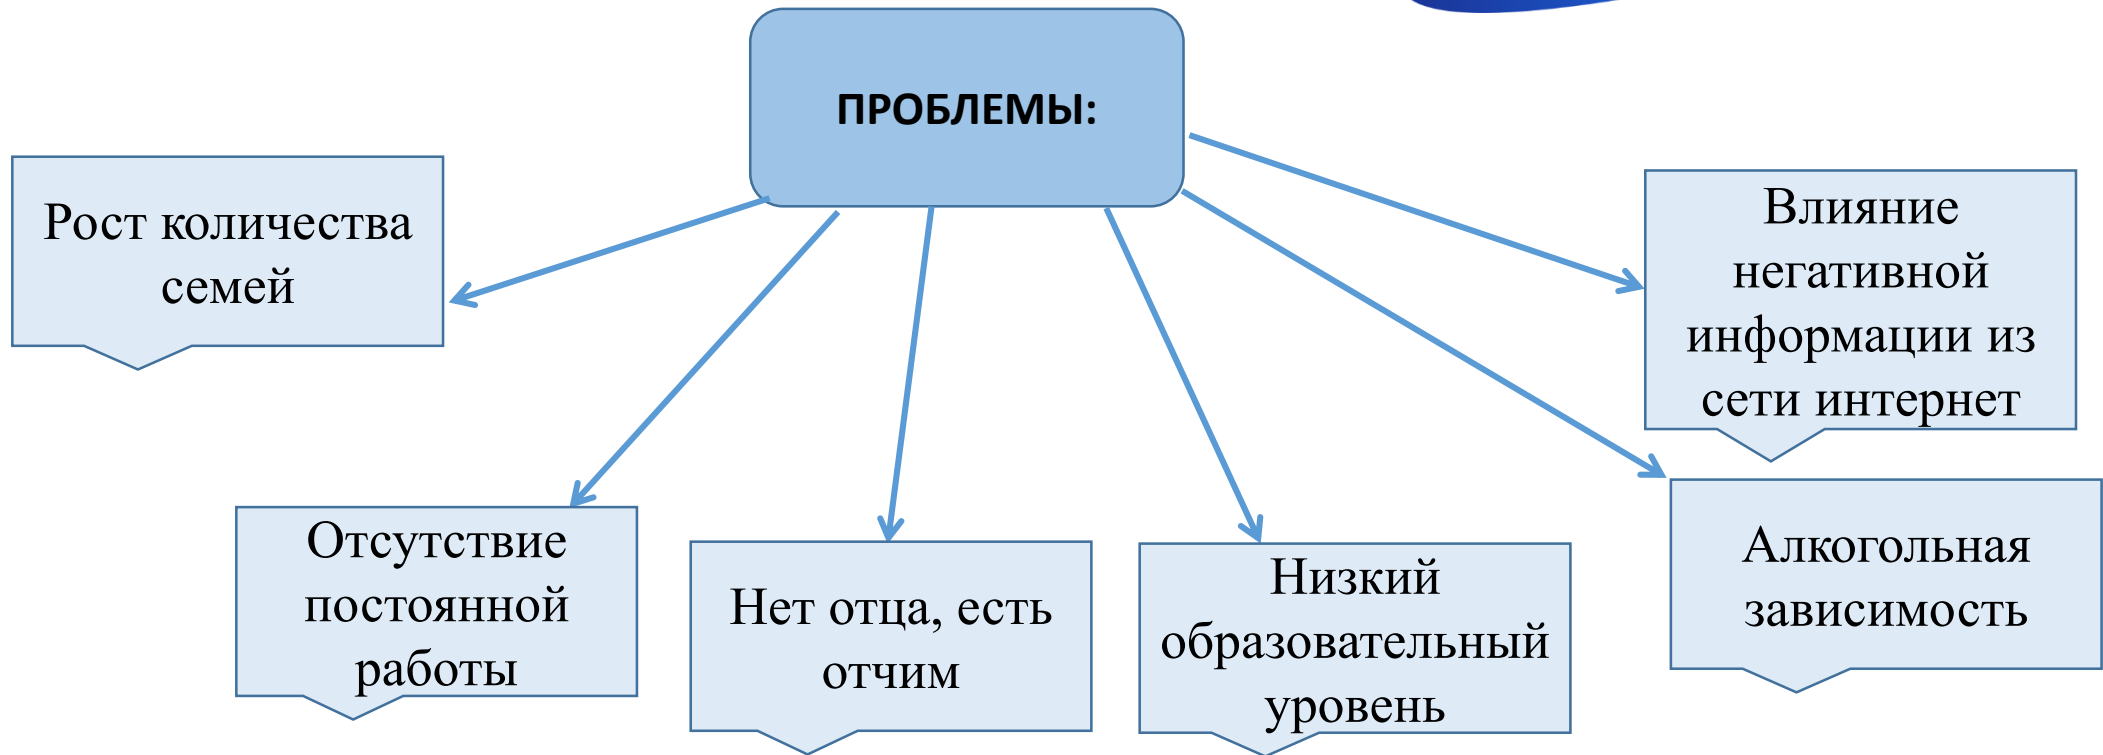 ПРОБЛЕМЫ:
Рост количества
семей
Влияние
негативной
информации из
сети интернет
Отсутствие
постоянной
работы
Нет отца, есть
отчим
Низкий
образовательный
уровень
Алкогольная
зависимость